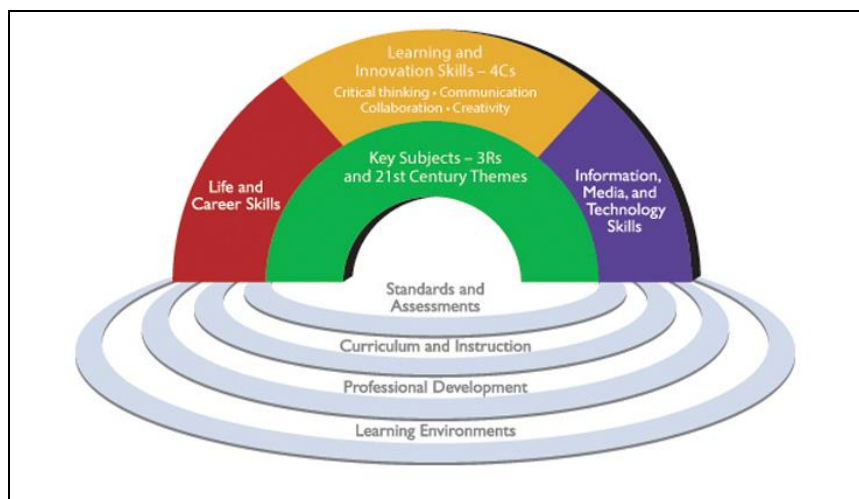 Learning and
Innovation Skills – 4Cs
Critical thinking • Communication
Collaboration • Creativity
Key Subjects – 3Rs
and 21st Century Themes
Life and
Career Skills
Information,
Media, and
Technology
Skills
Standards and
Assessments
Curriculum and Instruction
Professional Development
Learning Environments